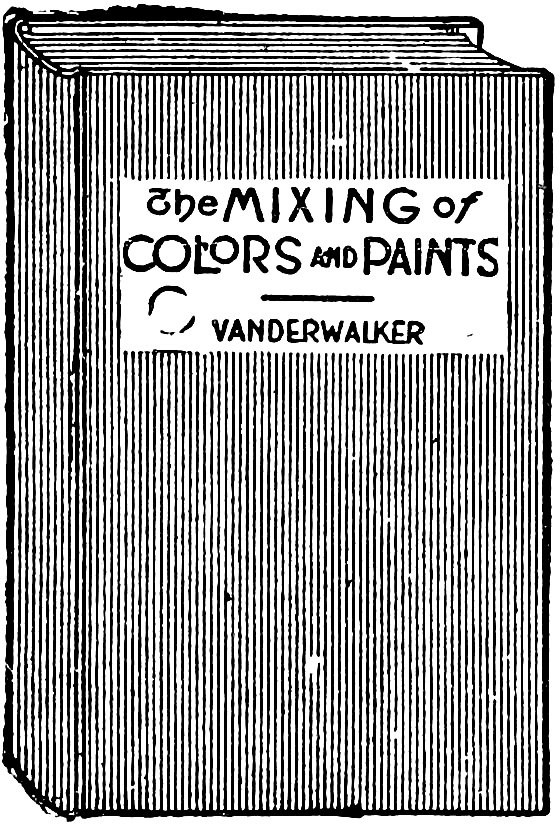 The MIXING of
COLORS AND PAINTS
VANDERWALKER